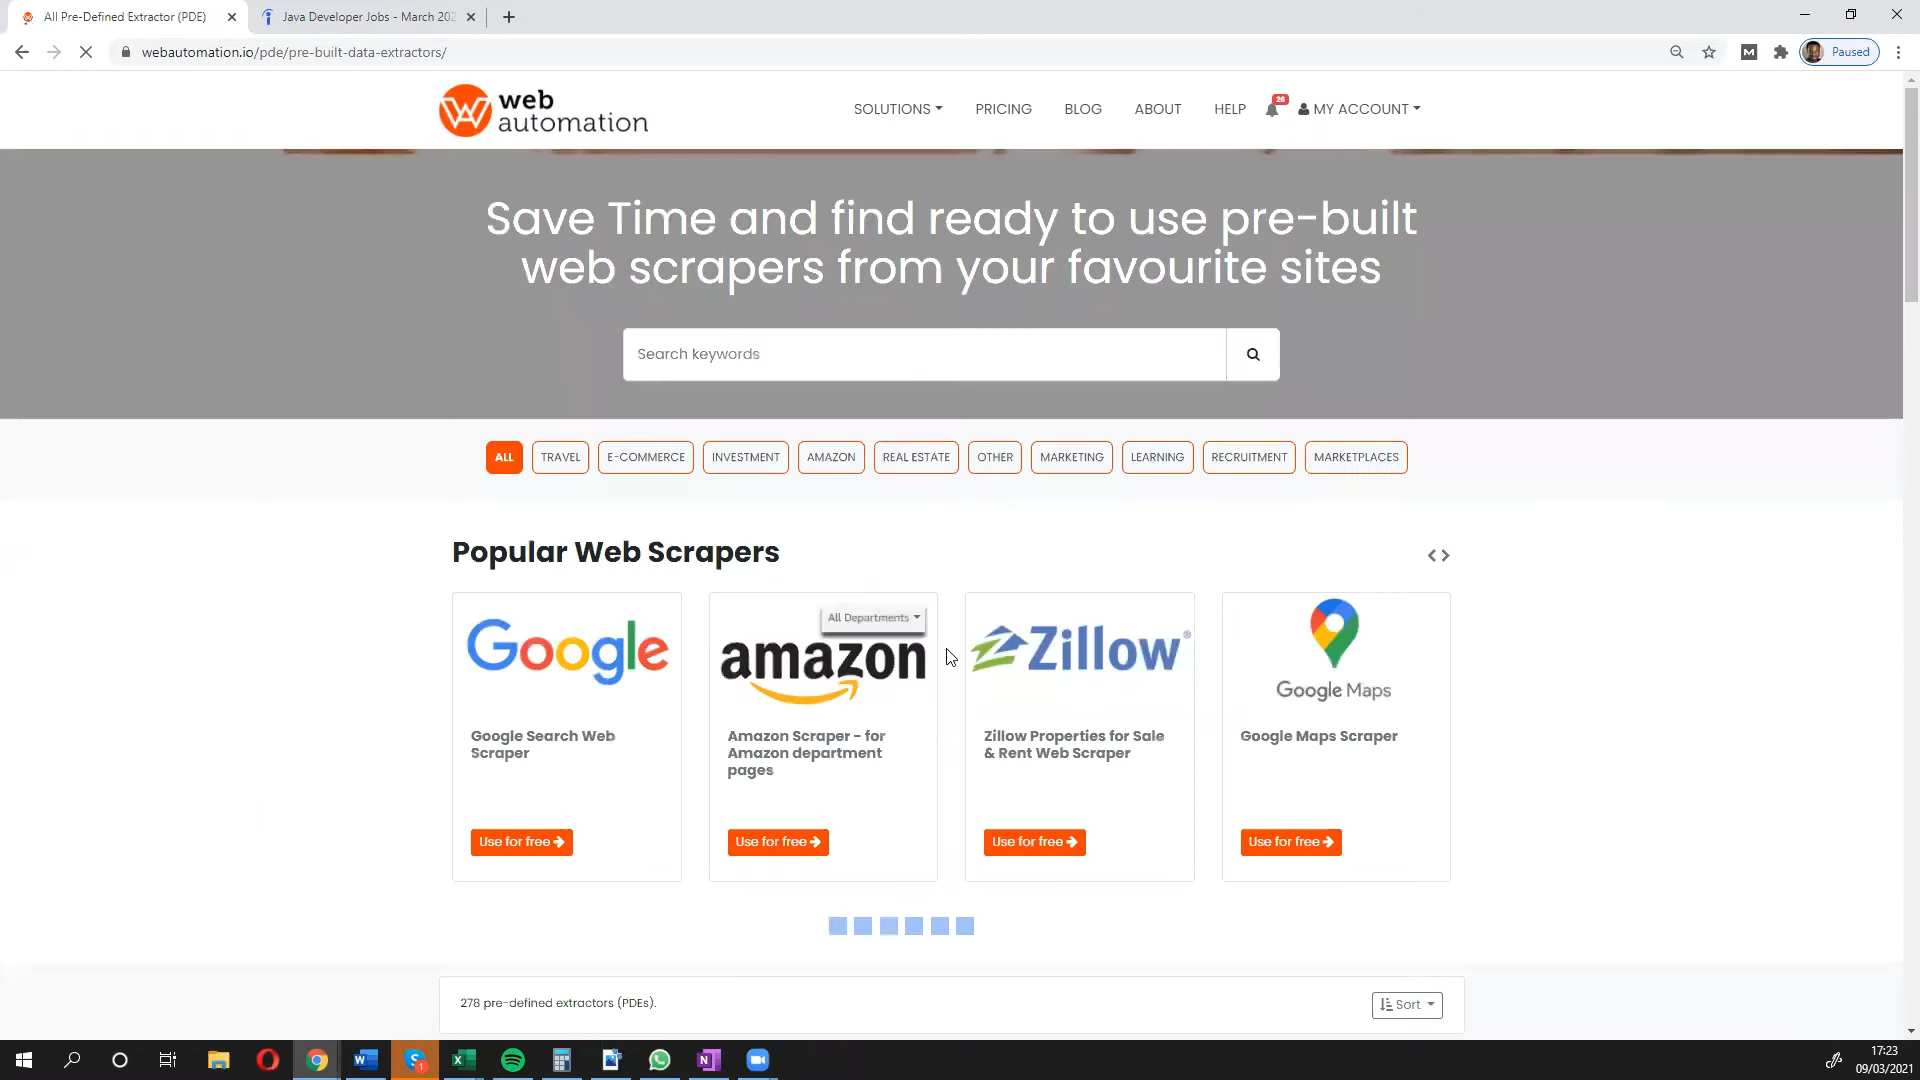 All Pre-Defined Extractor (PDE)
Java Developer Jobs - March 202
webautomation.io/pde/pre-built-data-extractors/
M
Paused
web
automation
SOLUTIONS
PRICING
BLOG
ABOUT
HELP
26
MY ACCOUNT
Save Time and find ready to use pre-built
web scrapers from your favourite sites
Search keywords
ALL
TRAVEL
E-COMMERCE
INVESTMENT
AMAZON
REAL ESTATE
OTHER
MARKETING
LEARNING
RECRUITMENT
MARKETPLACES
Popular Web Scrapers
Google
Google Search Web
Scraper
Use for free
All Departments
amazon
Amazon Scraper - for
Amazon department
pages
Use for free
Zillow®
Zillow Properties for Sale
& Rent Web Scraper
Use for free
Google Maps
Google Maps Scraper
Use for free
278 pre-defined extractors (PDEs).
Sort
17:23
09/03/2021